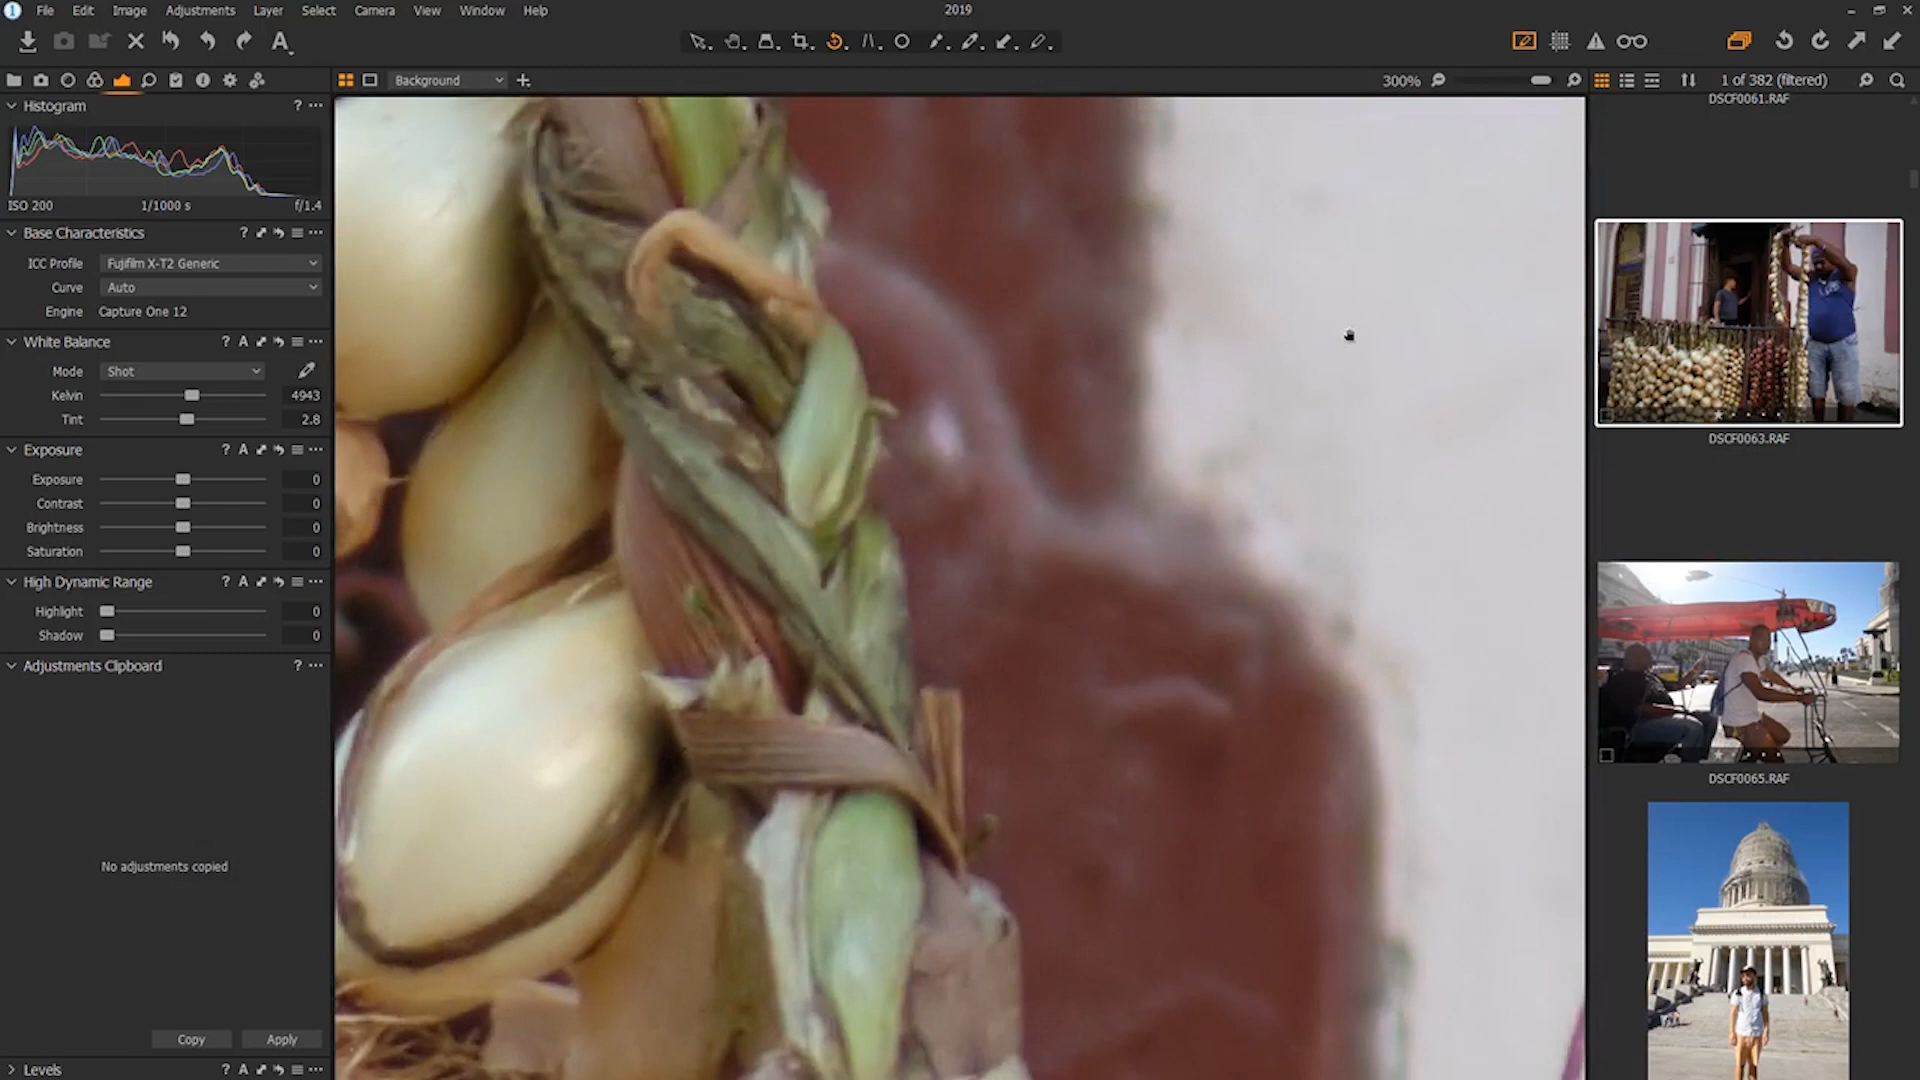 File Edit Image Adjustments Layer Select Camera View Window Help
2019
Background
300%
1 of 382 (filtered)
Histogram
ISO 200 1/1000 s f/1.4
Base Characteristics
ICC Profile Fujifilm X-T2 Generic
Curve Auto
Engine Capture One 12
White Balance
Mode Shot
Kelvin 4943
Tint 2.8
Exposure
Exposure 0
Contrast 0
Brightness 0
Saturation 0
High Dynamic Range
Highlight 0
Shadow 0
Adjustments Clipboard
No adjustments copied
Copy Apply
Levels
DSCF0061.RAF
DSCF0063.RAF
DSCF0065.RAF